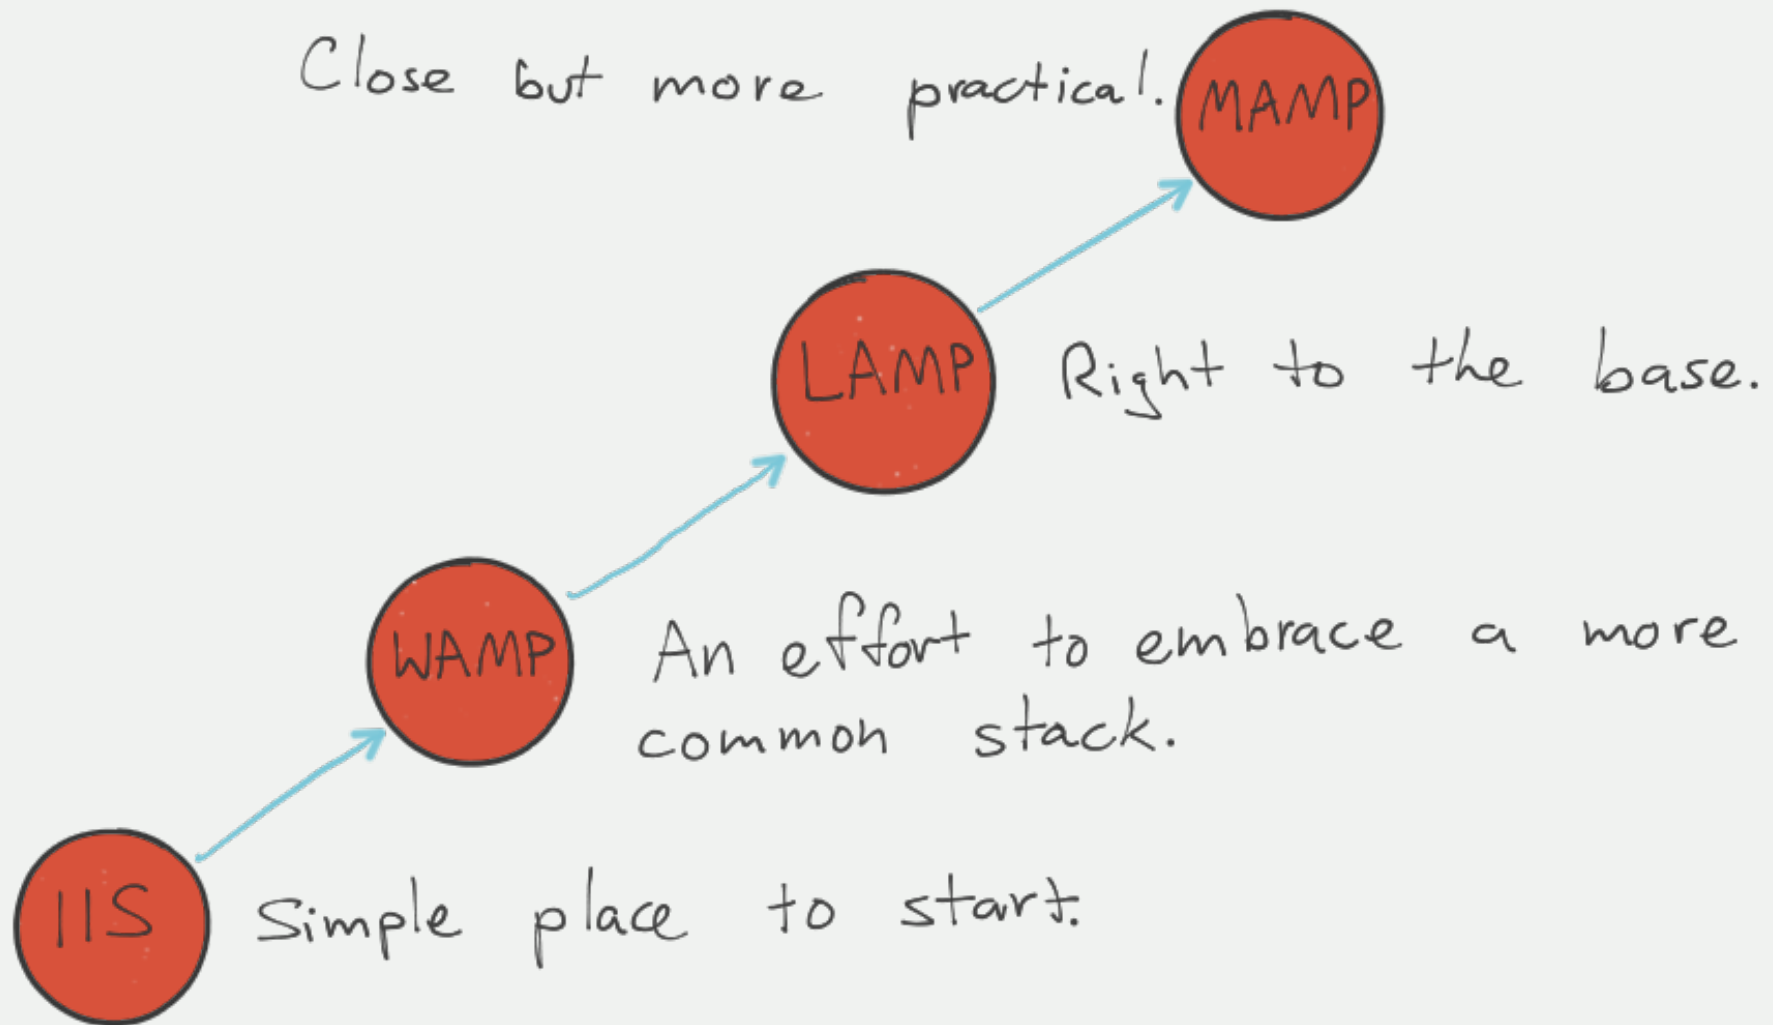 Close but more practical.
MAMP
LAMP
Right to the base.
WAMP
An effort to embrace a more
common stack.
IIS
Simple place to start.